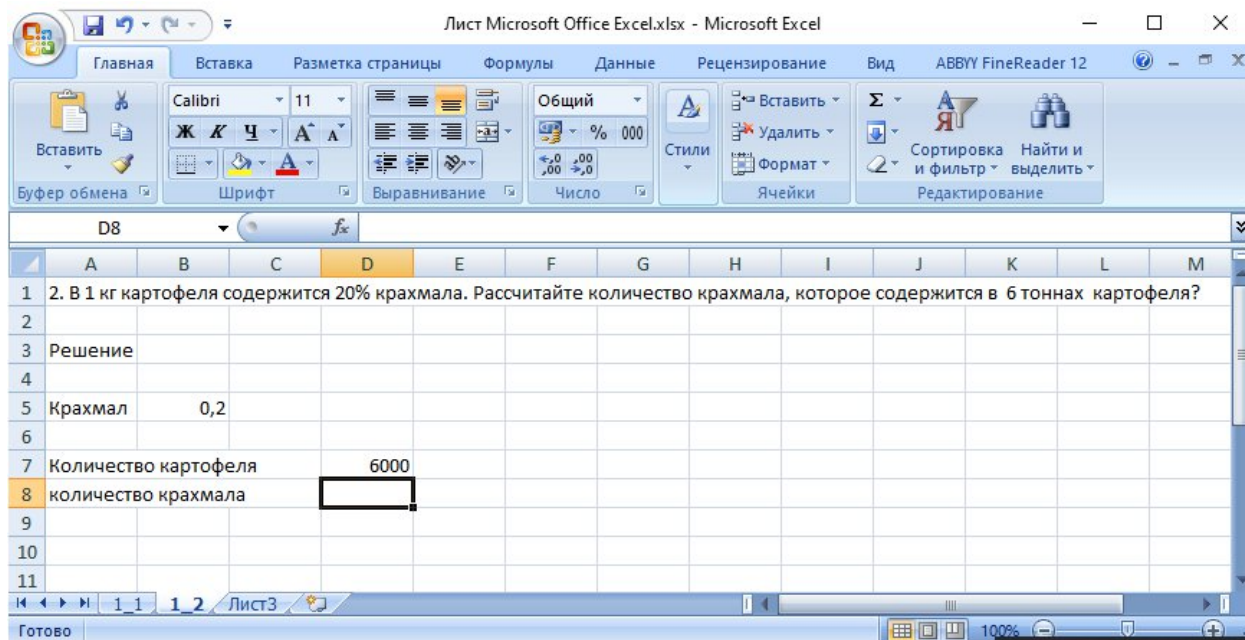 Лист Microsoft Office Excel.xlsx - Microsoft Excel
Главная Вставка Разметка страницы Формулы Данные Рецензирование Вид ABBYY FineReader 12
Calibri 11 Общий Вставить Σ
Ж К Ч % 000 Удалить
Вставить Стили Формат Сортировка и фильтр Найти и выделить
Буфер обмена Шрифт Выравнивание Число Ячейки Редактирование
D8 fx
A B C D E F G H I J K L M
1 2. В 1 кг картофеля содержится 20% крахмала. Рассчитайте количество крахмала, которое содержится в 6 тоннах картофеля?
2
3 Решение
4
5 Крахмал 0,2
6
7 Количество картофеля 6000
8 количество крахмала
9
10
11
1_1 1_2 Лист3
Готово 100%